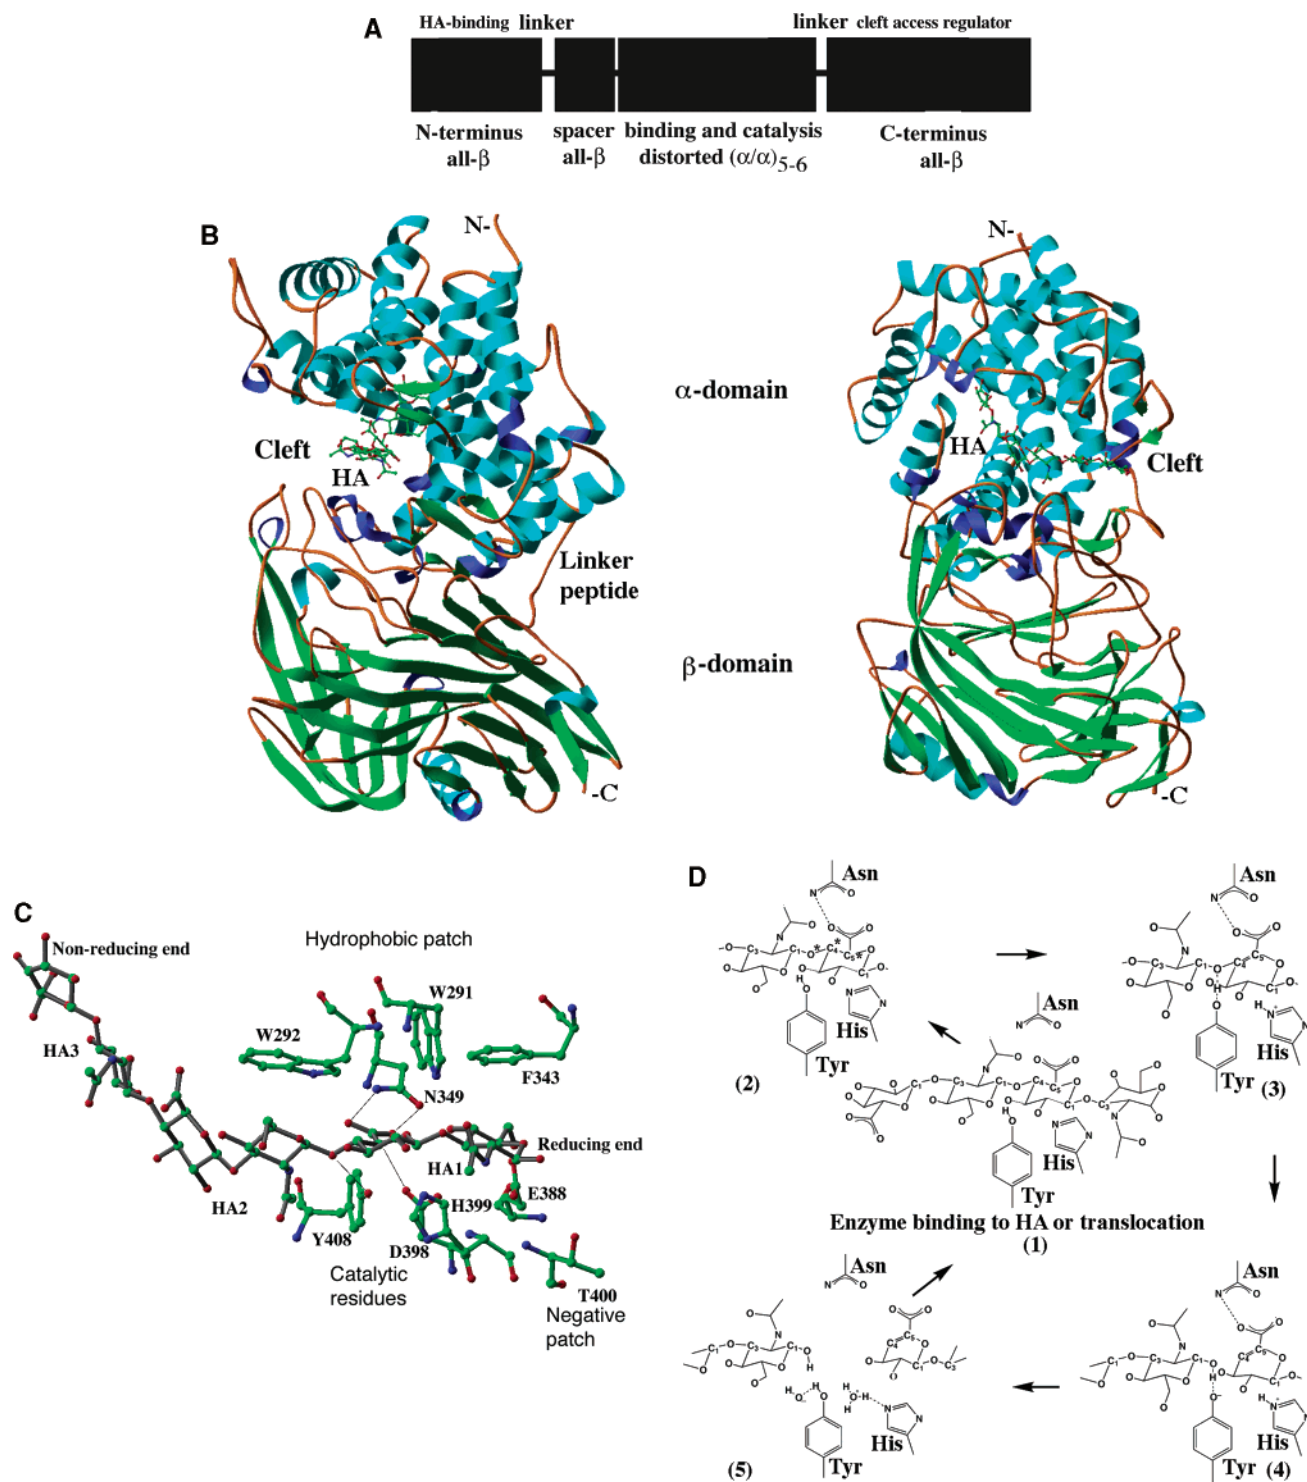 A
HA-binding linker
linker cleft access regulator
N-terminus
all-β
spacer
all-β
binding and catalysis
distorted (α/α)5-6
C-terminus
all-β
B
N-
Cleft
HA
Linker
peptide
-C
α-domain
β-domain
N-
HA
Cleft
-C
C
Non-reducing end
Hydrophobic patch
W291
W292
F343
N349
HA3
Reducing end
HA1
HA2
E388
H399
Y408
D398
T400
Catalytic
residues
Negative
patch
D
Asn
His
Tyr
(2)
Asn
His
Tyr
(3)
Asn
His
Tyr
Enzyme binding to HA or translocation
(1)
Asn
His
Tyr
(4)
Asn
His
Tyr
(5)